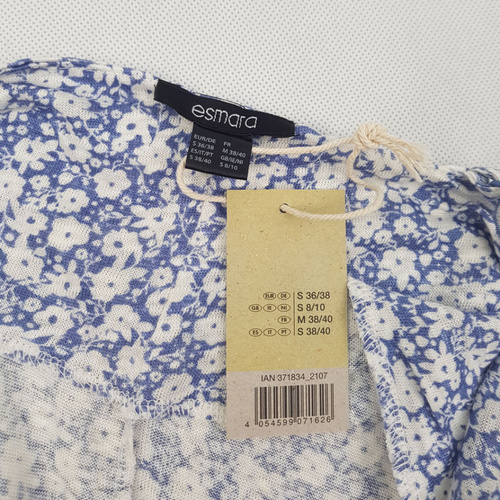 esmara
EUR/DE FR
S 36/38 M 38/40
ES/IT/PT GB/IE/NI
S 38/40 S 8/10
EUR DE S 36/38
GB IE NI S 8/10
FR M 38/40
ES IT PT S 38/40
IAN 371834_2107
4 054599 071626